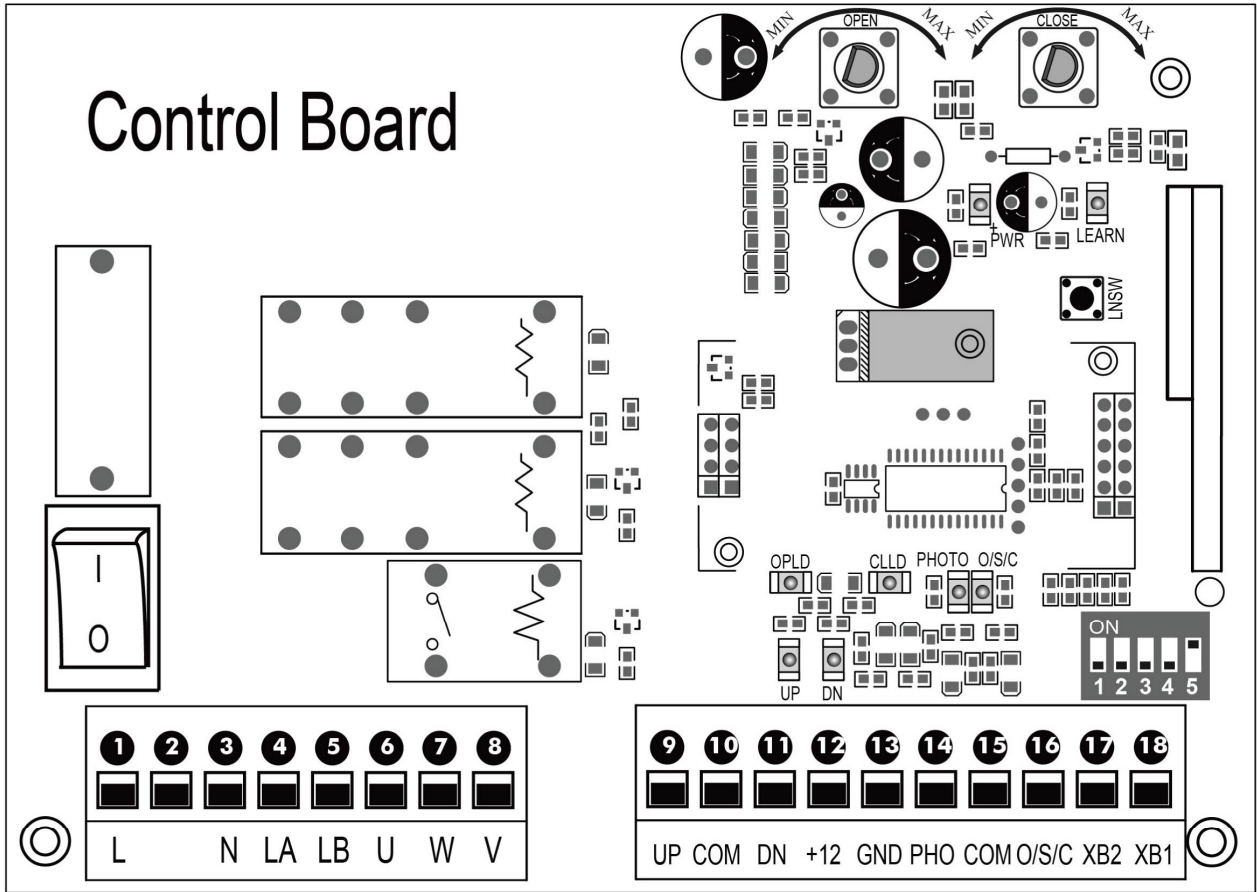 MIN OPEN MAX MIN CLOSE MAX
Control Board
+
PWR LEARN
LNSW
OPLD CLLD PHOTO O/S/C
I
O
ON
1 2 3 4 5
UP DN
1 2 3 4 5 6 7 8
L N LA LB U W V
9 10 11 12 13 14 15 16 17 18
UP COM DN +12 GND PHO COM O/S/C XB2 XB1